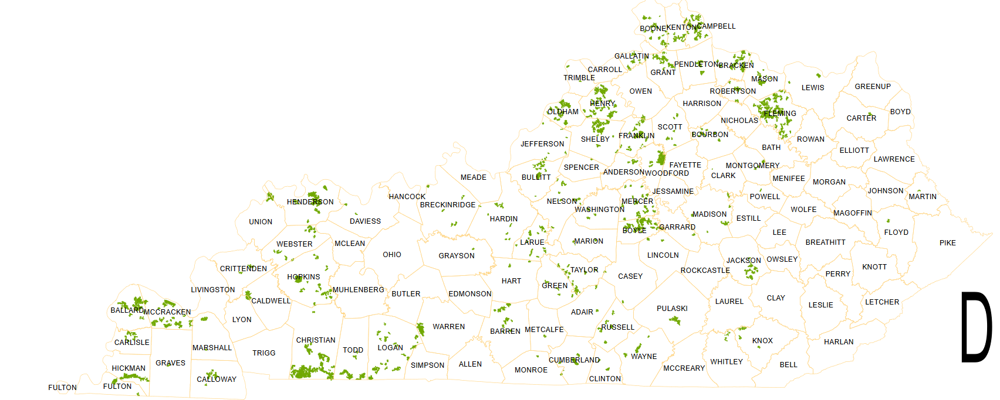 BOONE KENTON CAMPBELL
GALLATIN
PENDLETON BRACKEN
CARROLL GRANT
TRIMBLE MASON
OWEN ROBERTSON LEWIS GREENUP
HENRY HARRISON
OLDHAM FLEMING BOYD
NICHOLAS CARTER
SCOTT
SHELBY FRANKLIN BOURBON ROWAN
JEFFERSON BATH ELLIOTT
LAWRENCE
SPENCER FAYETTE MONTGOMERY
MEADE BULLITT ANDERSON WOODFORD CLARK MENIFEE MORGAN
JESSAMINE JOHNSON
HANCOCK POWELL MARTIN
HENDERSON BRECKINRIDGE NELSON MERCER
WASHINGTON WOLFE MAGOFFIN
UNION DAVIESS HARDIN MADISON ESTILL
BOYLE GARRARD LEE FLOYD
WEBSTER MCLEAN LARUE MARION BREATHITT PIKE
OHIO GRAYSON LINCOLN
JACKSON OWSLEY
CRITTENDEN TAYLOR ROCKCASTLE KNOTT
HOPKINS HART CASEY PERRY
LIVINGSTON MUHLENBERG BUTLER EDMONSON GREEN
CALDWELL LAUREL CLAY LESLIE LETCHER
BALLARD MCCRACKEN ADAIR PULASKI
LYON D
WARREN BARREN METCALFE RUSSELL
CARLISLE CHRISTIAN KNOX HARLAN
MARSHALL TRIGG TODD LOGAN
HICKMAN GRAVES SIMPSON ALLEN CUMBERLAND WAYNE WHITLEY BELL
MONROE MCCREARY
CALLOWAY CLINTON
FULTON FULTON